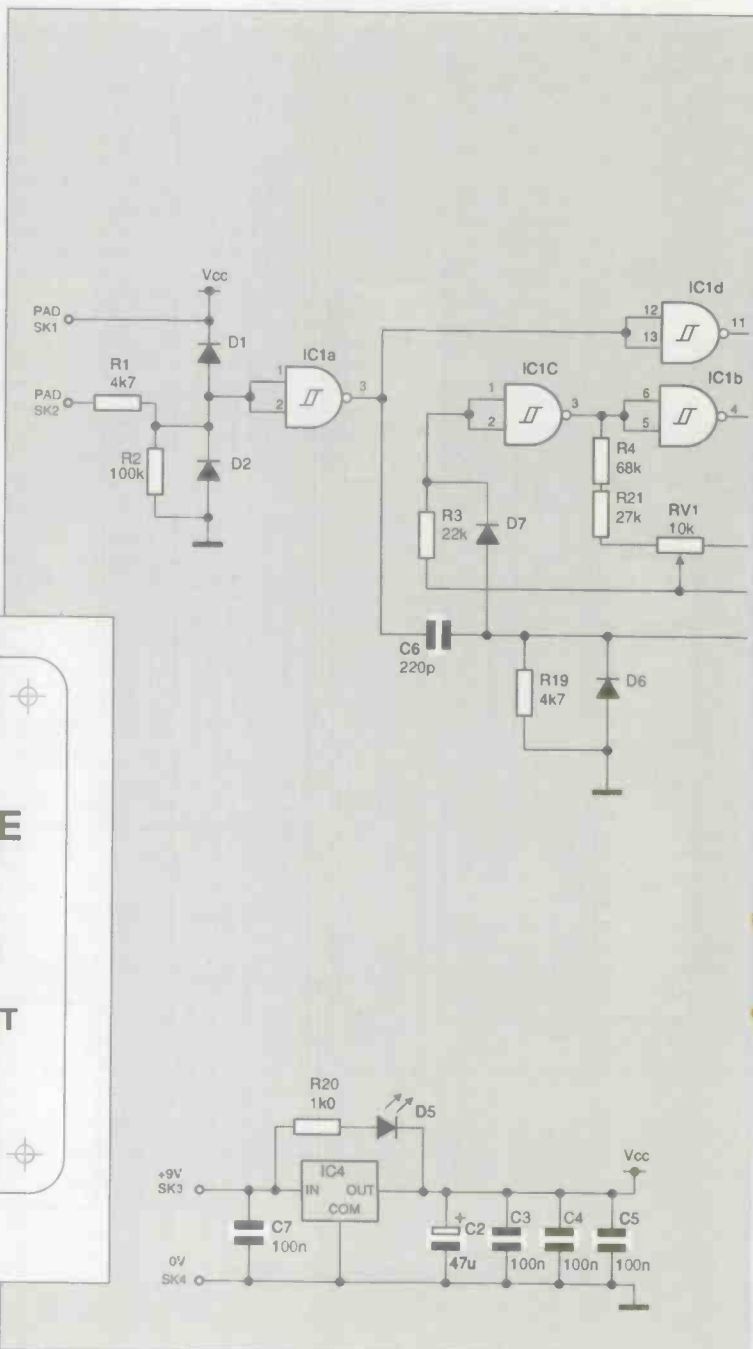 Vcc
IC1d
PAD
SK1
D1
12
13
11
R1
4k7
IC1a
IC1C
IC1b
PAD
SK2
1
2
3
1
2
3
6
5
4
R2
100k
D2
R4
68k
R3
22k
D7
R21
27k
RV1
10k
C6
220p
R19
4k7
D6
E
T
R20
1k0
D5
+9V
SK3
IC4
IN OUT
COM
Vcc
C7
100n
+
C2
47u
C3
100n
C4
100n
C5
100n
0V
SK4